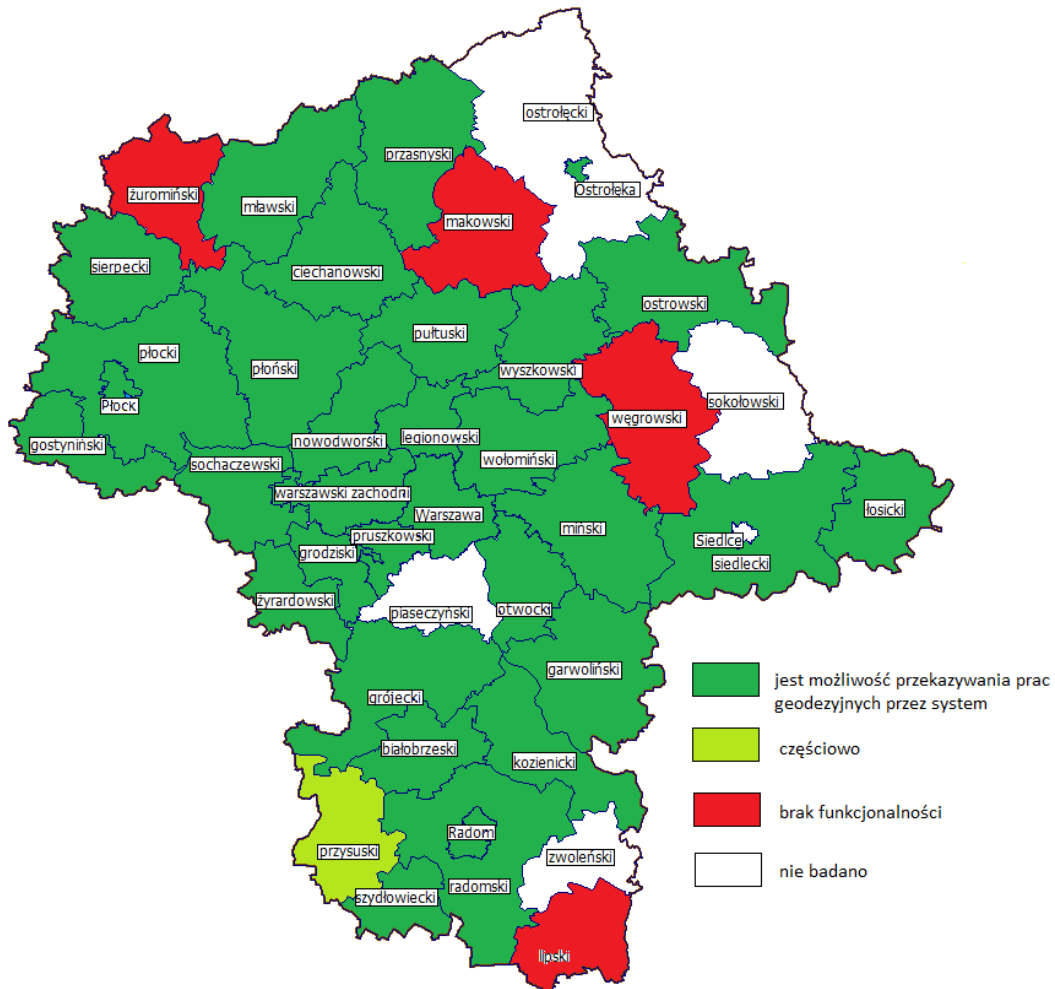 ostrołęcki
przasnyski
Ostrołęka
żuromiński
mławski
makowski
sierpecki
ciechanowski
ostrowski
pułtuski
płocki
płoński
wyszkowski
Płock
sokołowski
węgrowski
gostyniński
nowodworski
legionowski
wołomiński
sochaczewski
warszawski zachodni
Warszawa
łosicki
miński
pruszkowski
Siedlce
grodziski
siedlecki
żyrardowski
piaseczyński
otwocki
garwoliński
jest możliwość przekazywania prac
geodezyjnych przez system
grójecki
białobrzeski
częściowo
kozienicki
brak funkcjonalności
Radom
przysuski
zwoleński
nie badano
radomski
szydłowiecki
lipski